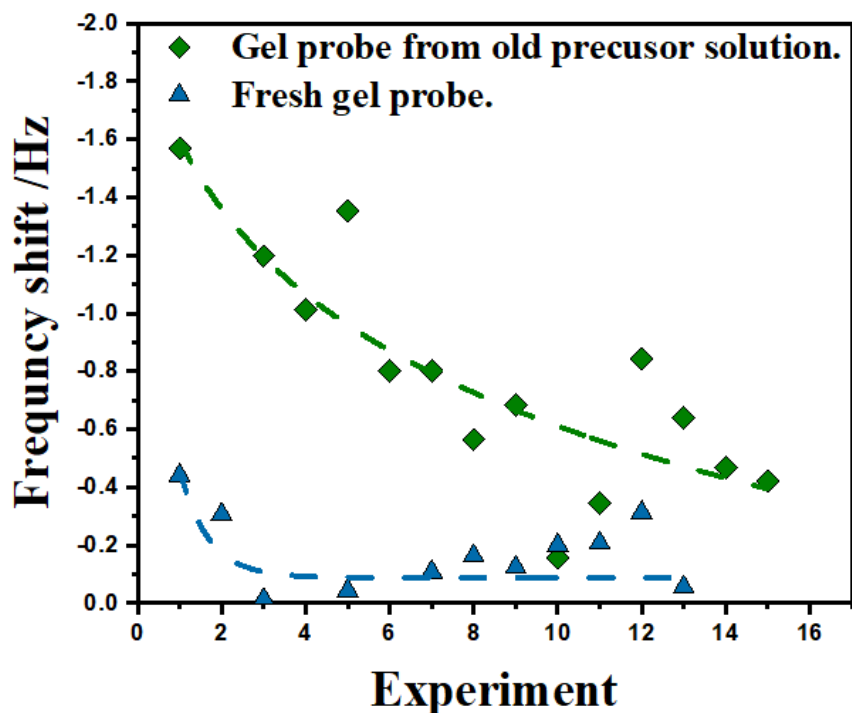 -2.0
Gel probe from old precusor solution.
-1.8
Fresh gel probe.
-1.6
-1.4
-1.2
-1.0
-0.8
-0.6
-0.4
-0.2
0.0
0 2 4 6 8 10 12 14 16
Frequncy shift /Hz
Experiment